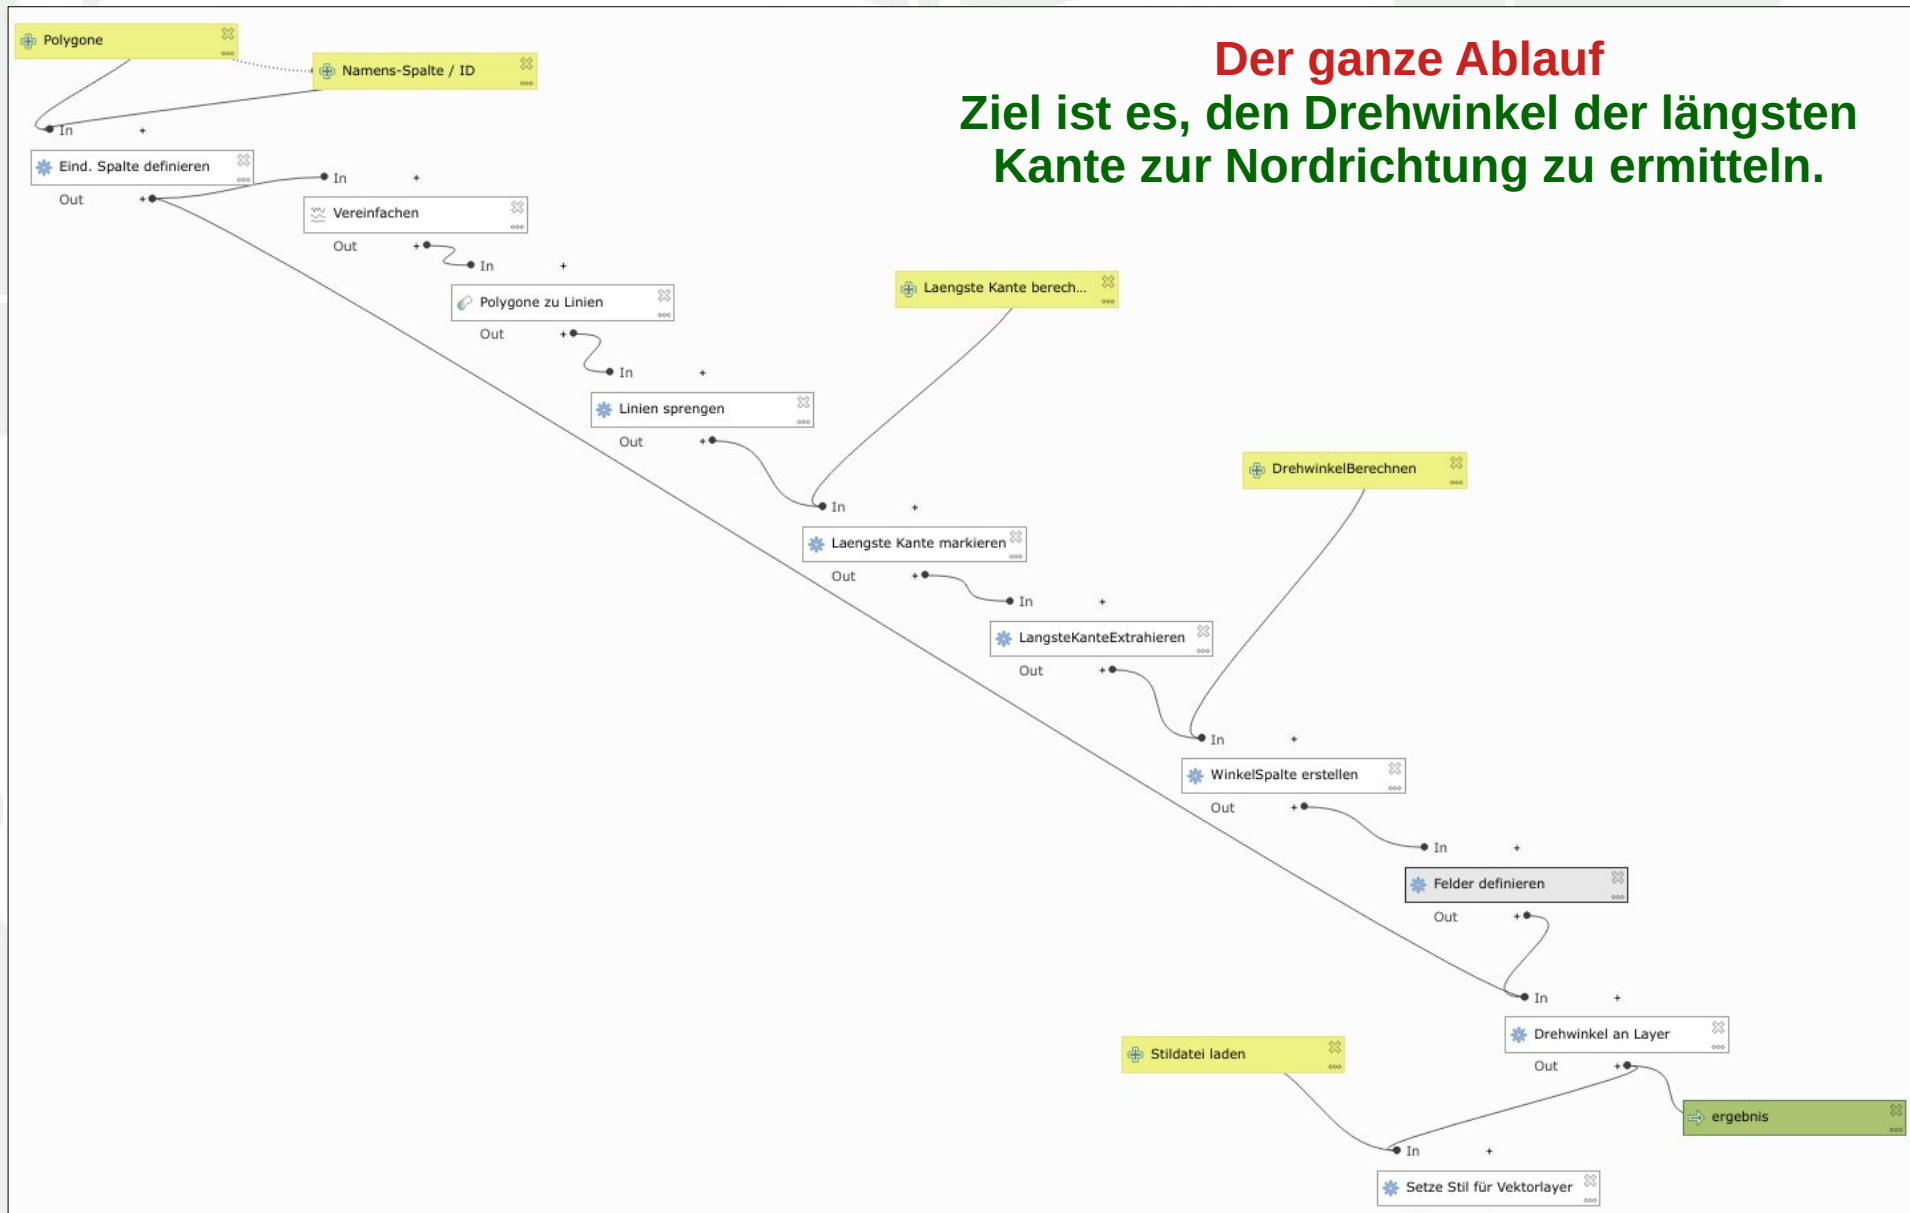 Der ganze Ablauf
Ziel ist es, den Drehwinkel der längsten
Kante zur Nordrichtung zu ermitteln.
Polygone
Namens-Spalte / ID
In
Eind. Spalte definieren
Out
In
Vereinfachen
Out
In
Polygone zu Linien
Out
Laengste Kante berech...
In
Linien sprengen
Out
DrehwinkelBerechnen
In
Laengste Kante markieren
Out
In
LangsteKanteExtrahieren
Out
In
WinkelSpalte erstellen
Out
In
Felder definieren
Out
In
Drehwinkel an Layer
Out
Stildatei laden
ergebnis
In
Setze Stil für Vektorlayer